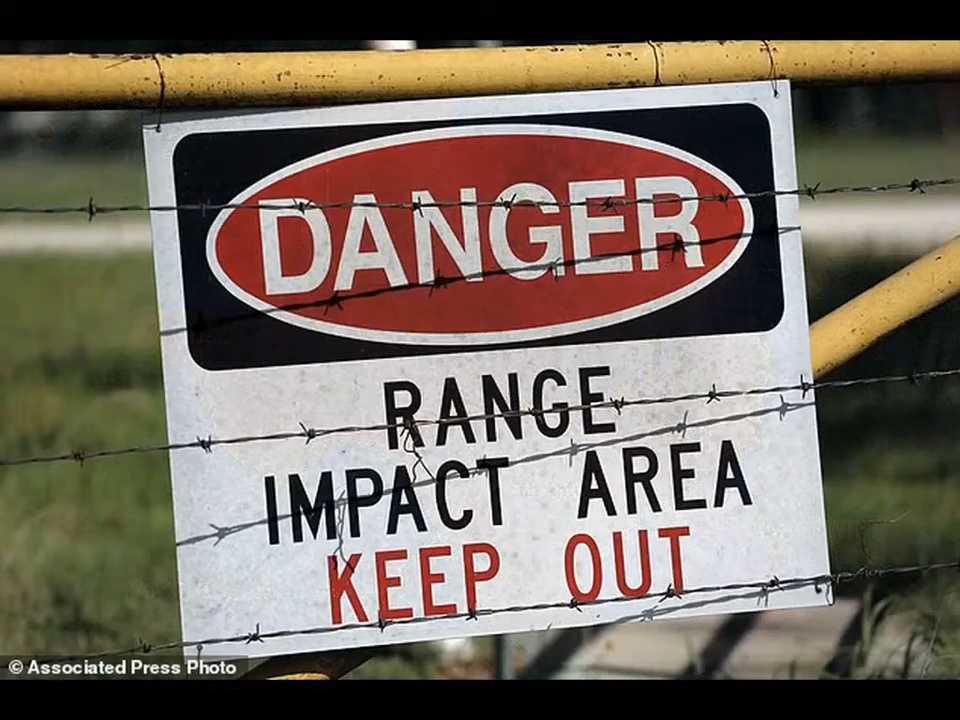 DANGER
RANGE
IMPACT AREA
KEEP OUT
© Associated Press Photo